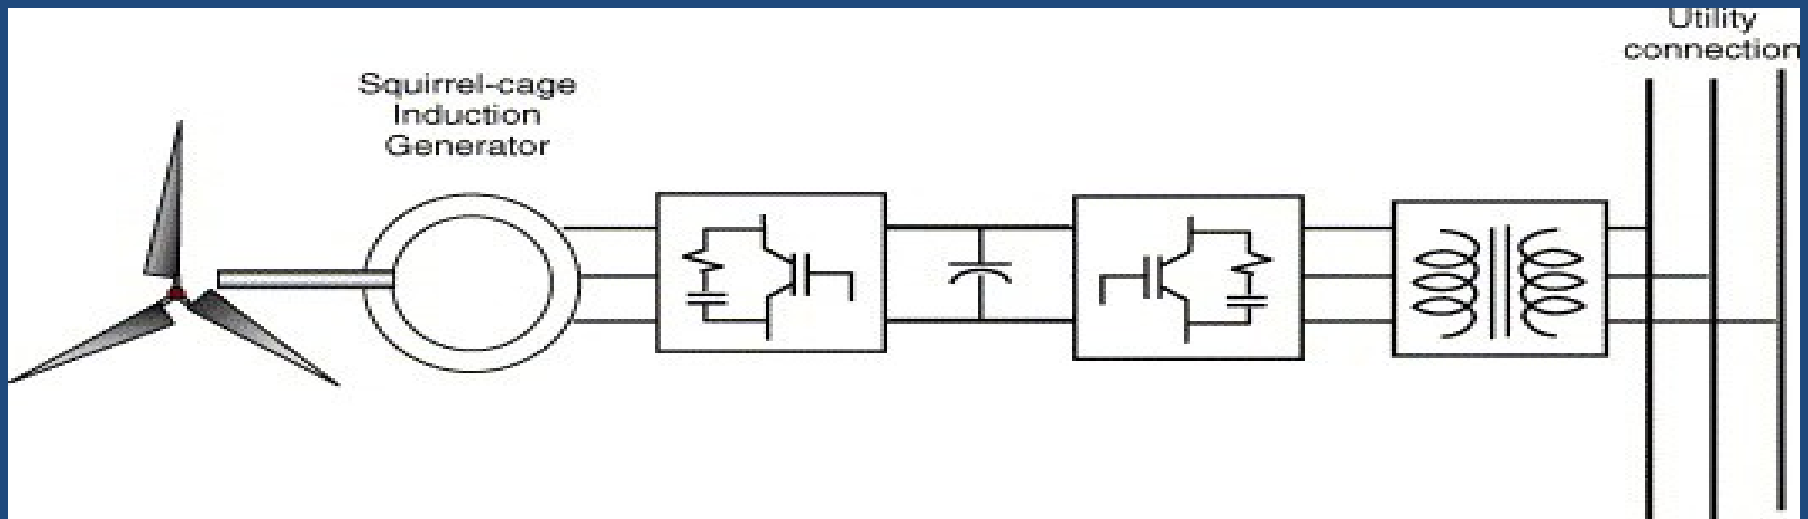 Utility
connection
Squirrel-cage
Induction
Generator